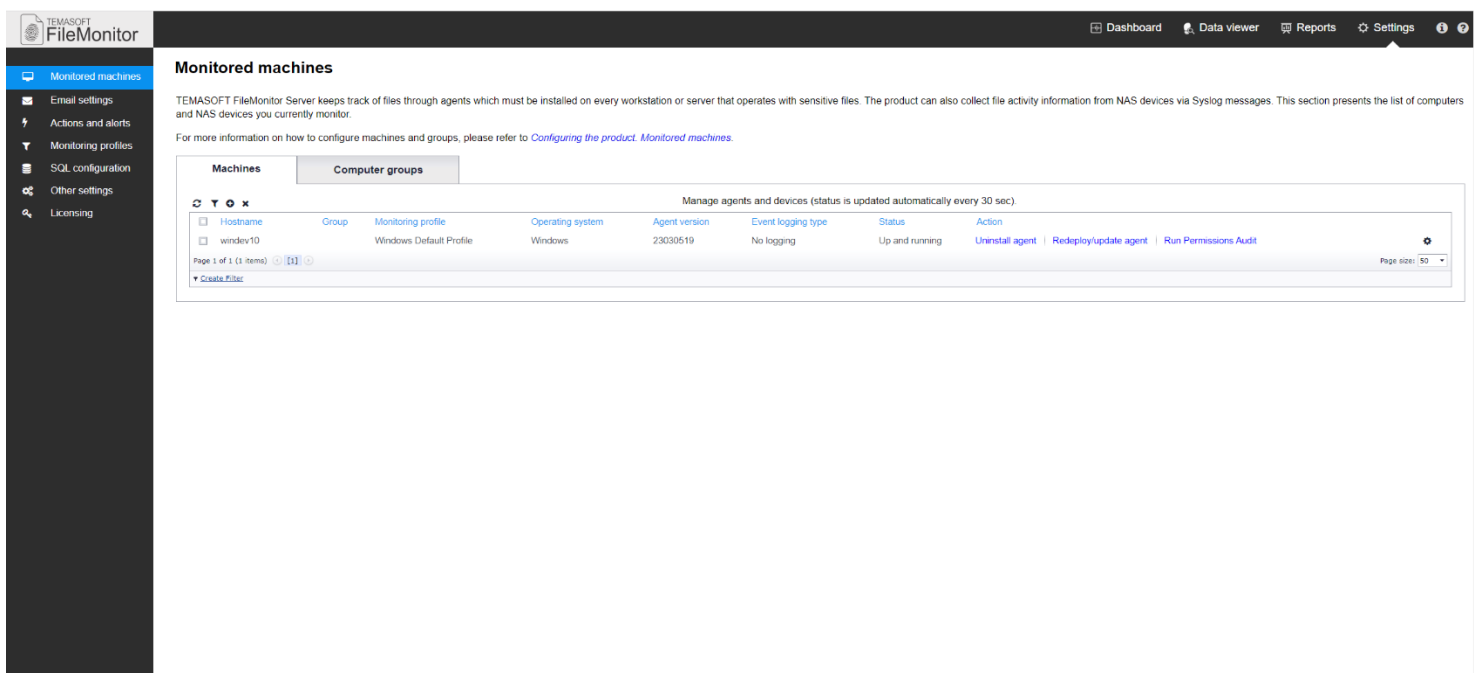 TEMASOFT
FileMonitor
Dashboard Data viewer Reports Settings
Monitored machines
Email settings
Actions and alerts
Monitoring profiles
SQL configuration
Other settings
Licensing
Monitored machines
TEMASOFT FileMonitor Server keeps track of files through agents which must be installed on every workstation or server that operates with sensitive files. The product can also collect file activity information from NAS devices via Syslog messages. This section presents the list of computers
and NAS devices you currently monitor.
For more information on how to configure machines and groups, please refer to Configuring the product. Monitored machines.
Machines Computer groups
Manage agents and devices (status is updated automatically every 30 sec).
Hostname Group Monitoring profile Operating system Agent version Event logging type Status Action
windev10 Windows Default Profile Windows 23030519 No logging Up and running Uninstall agent | Redeploy/update agent | Run Permissions Audit
Page 1 of 1 (1 items) [1] Page size: 50
Create Filter